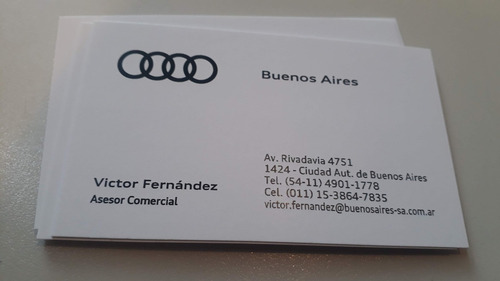 Buenos Aires
Av. Rivadavia 4751
1424 - Ciudad Aut. de Buenos Aires
Tel. (54-11) 4901-1778
Cel. (011) 15-3864-7835
victor.fernandez@buenosaires-sa.com.ar
Victor Fernández
Asesor Comercial